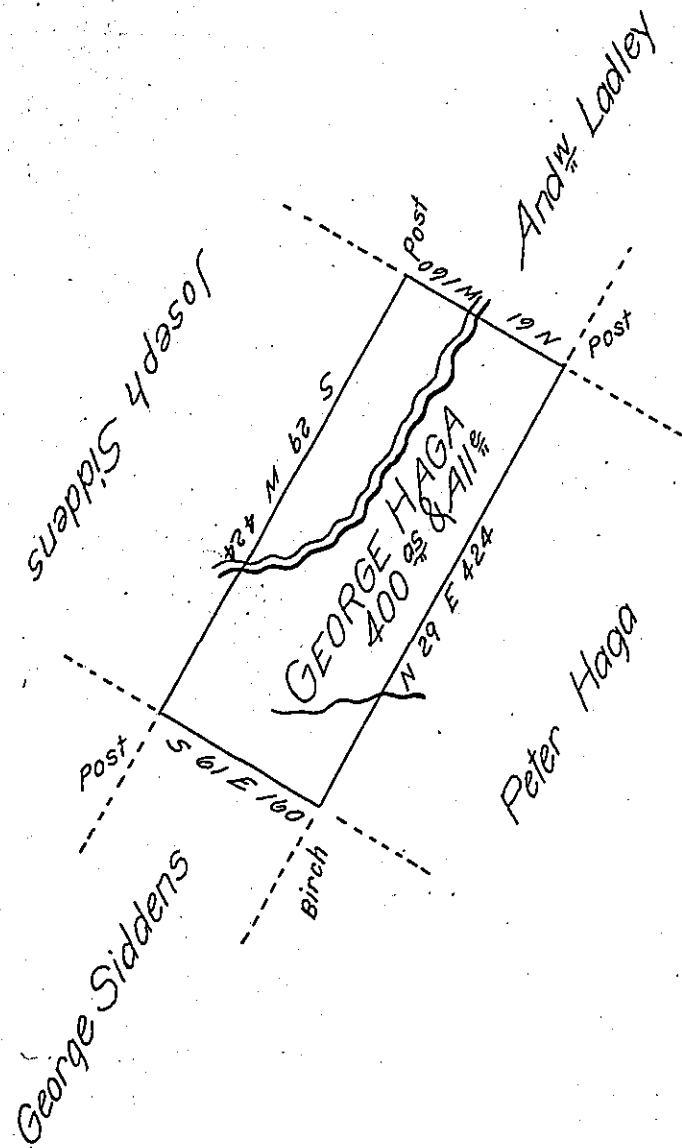 Andw Ladley
Joseph Siddens
Post
N 61 W 160
Post
S 29 W 424
GEORGE HAGA
400 as & Alle
N 29 E 424
Peter Haga
Post
S 61 E 160
Birch
George Siddens